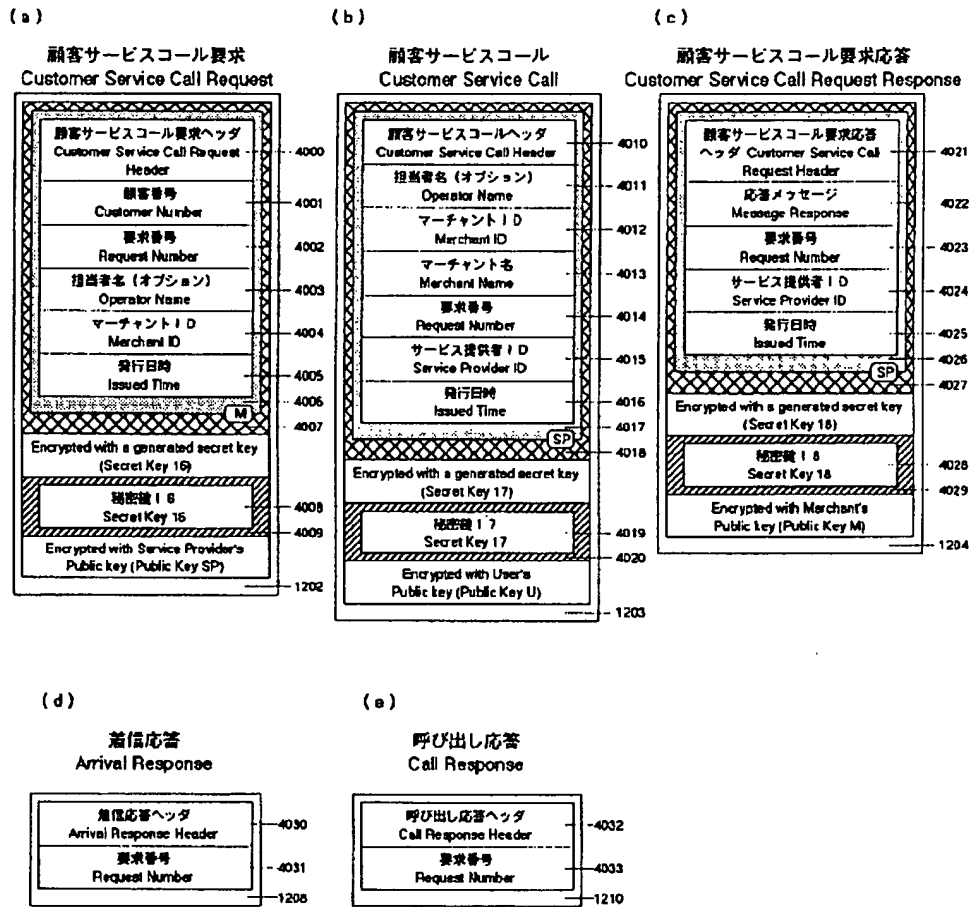 (a)
顧客サービスコール要求
Customer Service Call Request
顧客サービスコール要求ヘッダ
Customer Service Call Request
Header
4000
顧客番号
Customer Number
4001
要求番号
Request Number
4002
担当者名(オプション)
Operator Name
4003
マーチャントID
Merchant ID
4004
発行日時
Issued Time
4005
4006
M
4007
Encrypted with a generated secret key
(Secret Key 16)
秘密鍵16
Secret Key 16
4008
4009
Encrypted with Service Provider's
Public key (Public Key SP)
1202
(b)
顧客サービスコール
Customer Service Call
顧客サービスコールヘッダ
Customer Service Call Header
4010
担当者名(オプション)
Operator Name
4011
マーチャントID
Merchant ID
4012
マーチャント名
Merchant Name
4013
要求番号
Request Number
4014
サービス提供者ID
Service Provider ID
4015
発行日時
Issued Time
4016
4017
SP
4018
Encrypted with a generated secret key
(Secret Key 17)
秘密鍵17
Secret Key 17
4019
4020
Encrypted with User's
Public key (Public Key U)
1203
(c)
顧客サービスコール要求応答
Customer Service Call Request Response
顧客サービスコール要求応答
ヘッダ Customer Service Call
Request Header
4021
応答メッセージ
Message Response
4022
要求番号
Request Number
4023
サービス提供者ID
Service Provider ID
4024
発行日時
Issued Time
4025
4026
SP
4027
Encrypted with a generated secret key
(Secret Key 18)
秘密鍵18
Secret Key 18
4028
4029
Encrypted with Merchant's
Public key (Public Key M)
1204
(d)
着信応答
Arrival Response
着信応答ヘッダ
Arrival Response Header
4030
要求番号
Request Number
4031
1208
(e)
呼び出し応答
Call Response
呼び出し応答ヘッダ
Call Response Header
4032
要求番号
Request Number
4033
1210